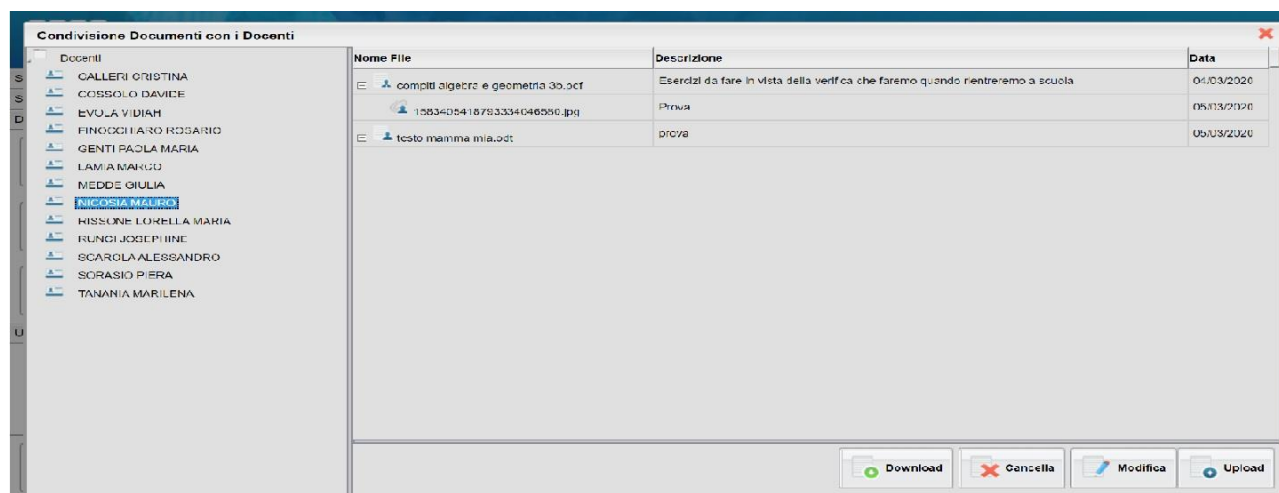 Condivisione Documenti con i Docenti
Docenti
CALLERI CRISTINA
COSSOLO DAVIDE
EVOLA VIDIAH
FINOCCHIARO ROSARIO
GENTI PAOLA MARIA
LAMIA MARCO
MEDDE GIULIA
NICOSIA MAURO
RISSONE LORELLA MARIA
RUNCI JOSEPHINE
SCAROLA ALESSANDRO
SORASIO PIERA
TANANIA MARILENA
Nome File Descrizione Data
compiti algebra e geometria 3b.pdf Esercizi da fare in vista della verifica che faremo quando rientreremo a scuola 04/03/2020
Prova 05/03/2020
testo mamma mia.odt prova 05/03/2020
Download Cancella Modifica Upload